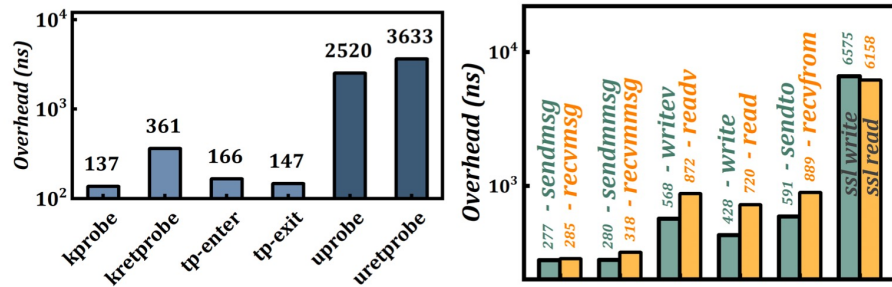 Overhead (ns)
10⁴
10³
10²
137
361
166
147
2520
3633
kprobe
kretprobe
tp-enter
tp-exit
uprobe
uretprobe
Overhead (ns)
10⁴
10³
277 - sendmsg
285 - recvmsg
280 - sendmmsg
318 - recvmmsg
568 - writev
872 - readv
428 - write
720 - read
591 - sendto
889 - recvfrom
6575
ssl write
6158
ssl read